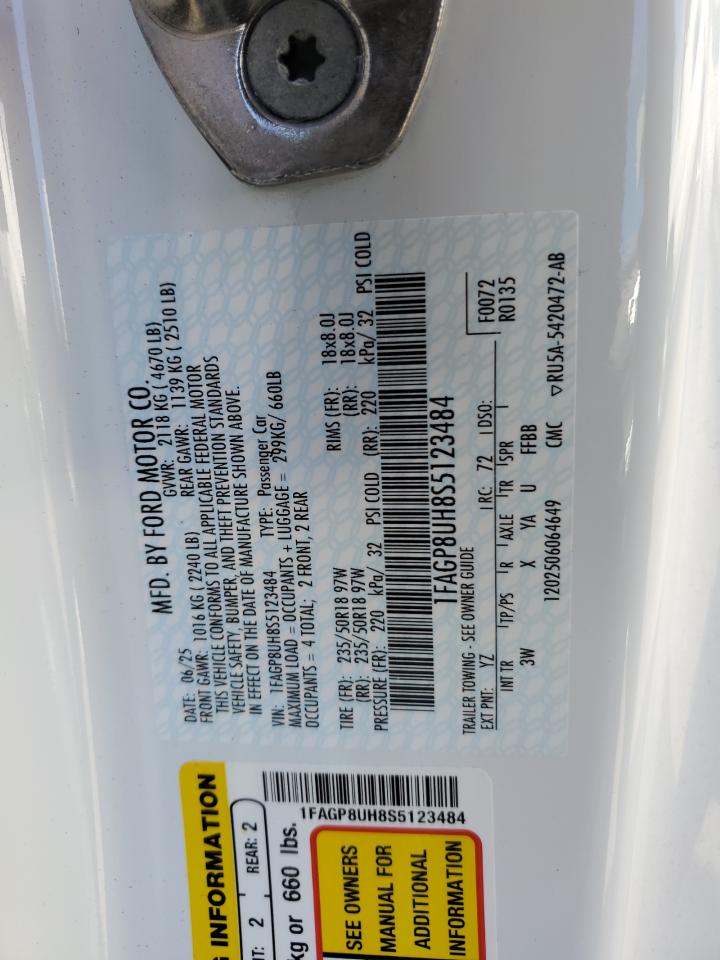 MFD. BY FORD MOTOR CO.
DATE: 06/25 GVWR: 2118 KG ( 4670 LB)
FRONT GAWR: 1016 KG ( 2240 LB) REAR GAWR: 1139 KG ( 2510 LB)
THIS VEHICLE CONFORMS TO ALL APPLICABLE FEDERAL MOTOR
VEHICLE SAFETY, BUMPER, AND THEFT PREVENTION STANDARDS
IN EFFECT ON THE DATE OF MANUFACTURE SHOWN ABOVE.
VIN: 1FAGP8UH8S5123484 TYPE: Passenger Car
MAXIMUM LOAD = OCCUPANTS + LUGGAGE = 299KG/ 660LB
OCCUPANTS = 4 TOTAL; 2 FRONT, 2 REAR
TIRE (FR): 235/50R18 97W RIMS (FR): 18x8.0J
(RR): 235/50R18 97W (RR): 18x8.0J
PRESSURE (FR): 220 kPa/ 32 PSI COLD (RR): 220 kPa/ 32 PSI COLD
1FAGP8UH8S5123484
TRAILER TOWING - SEE OWNER GUIDE
EXT PNT: YZ RC: 72 DSO: F0072
R0135
INT TR TP/PS R AXLE TR SPR
3W X YA U FFBB
1202506064649 CMC ▽RU5A-5420472-AB
INFORMATION
2 REAR: 2
kg or 660 lbs.
1FAGP8UH8S5123484
SEE OWNERS
MANUAL FOR
ADDITIONAL
INFORMATION